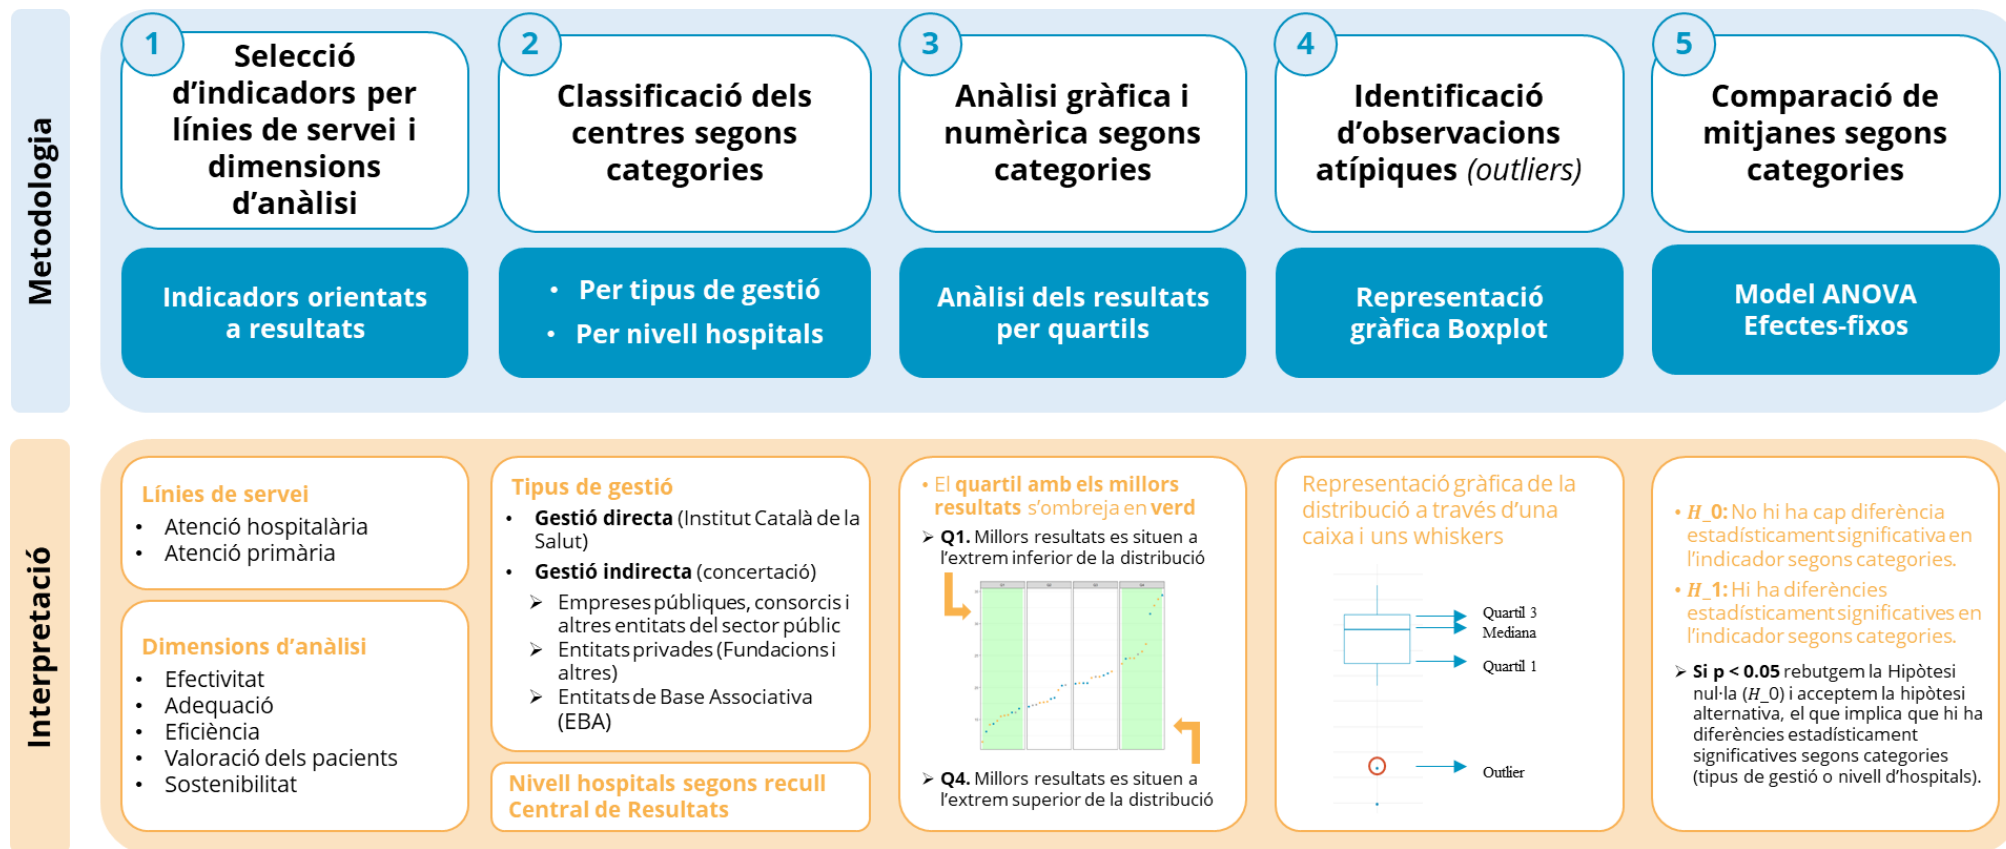 Metodologia
1
Selecció
d’indicadors per
línies de servei i
dimensions
d’anàlisi
2
Classificació dels
centres segons
categories
3
Anàlisi gràfica i
numèrica segons
categories
4
Identificació
d’observacions
atípiques (outliers)
5
Comparació de
mitjanes segons
categories
Indicadors orientats
a resultats
• Per tipus de gestió
• Per nivell hospitals
Anàlisi dels resultats
per quartils
Representació
gràfica Boxplot
Model ANOVA
Efectes-fixos
Interpretació
Línies de servei
• Atenció hospitalària
• Atenció primària
Dimensions d’anàlisi
• Efectivitat
• Adequació
• Eficiència
• Valoració dels pacients
• Sostenibilitat
Tipus de gestió
• Gestió directa (Institut Català de la
Salut)
• Gestió indirecta (concertació)
➢ Empreses públiques, consorcis i
altres entitats del sector públic
➢ Entitats privades (Fundacions i
altres)
➢ Entitats de Base Associativa
(EBA)
Nivell hospitals segons recull
Central de Resultats
• El quartil amb els millors
resultats s’ombreja en verd
➢ Q1. Millors resultats es situen a
l’extrem inferior de la distribució
➢ Q4. Millors resultats es situen a
l’extrem superior de la distribució
Representació gràfica de la
distribució a través d’una
caixa i uns whiskers
Quartil 3
Mediana
Quartil 1
Outlier
• H_0: No hi ha cap diferència
estadísticament significativa en
l’indicador segons categories.
• H_1: Hi ha diferències
estadísticament significatives en
l’indicador segons categories.
➢ Si p < 0.05 rebutgem la Hipòtesi
nul·la (H_0) i acceptem la hipòtesi
alternativa, el que implica que hi ha
diferències estadísticament
significatives segons categories
(tipus de gestió o nivell d’hospitals).